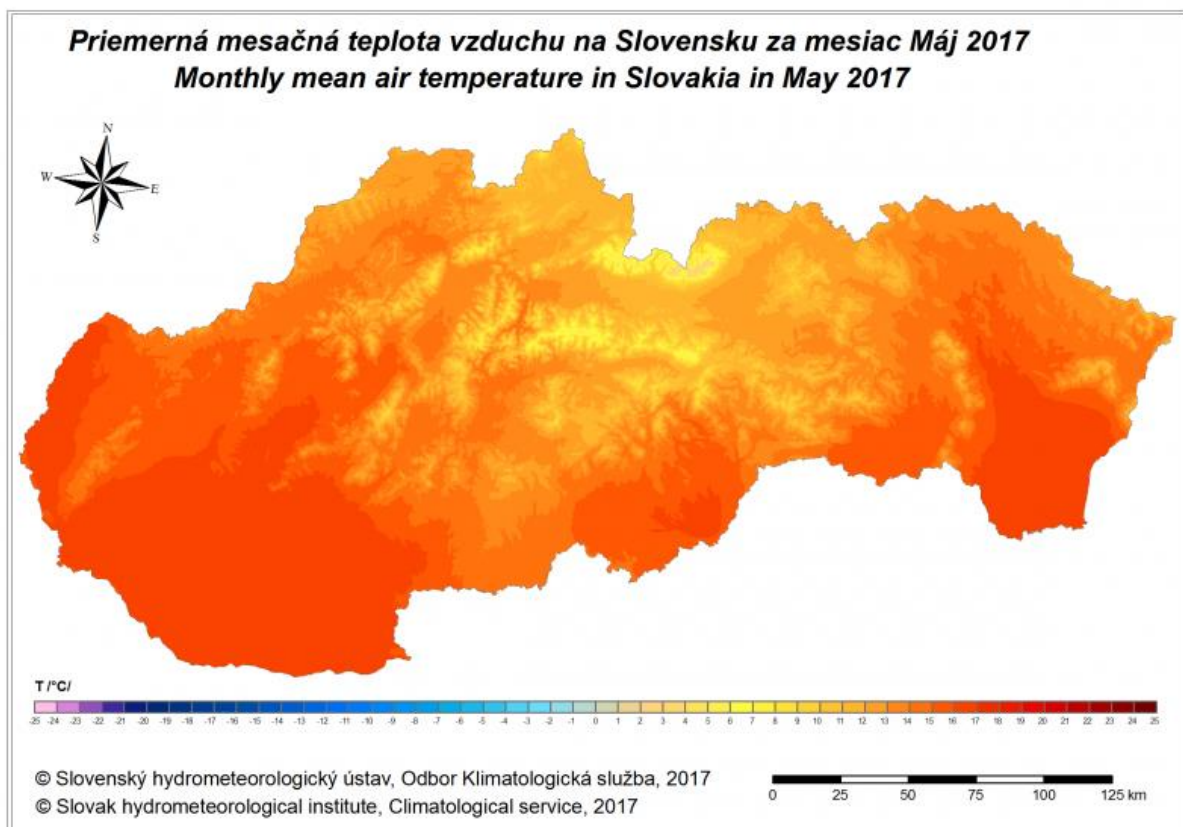 Priemerná mesačná teplota vzduchu na Slovensku za mesiac Máj 2017
Monthly mean air temperature in Slovakia in May 2017
N
W
E
S
T /°C/
-25 -24 -23 -22 -21 -20 -19 -18 -17 -16 -15 -14 -13 -12 -11 -10 -9 -8 -7 -6 -5 -4 -3 -2 -1 0 1 2 3 4 5 6 7 8 9 10 11 12 13 14 15 16 17 18 19 20 21 22 23 24 25
© Slovenský hydrometeorologický ústav, Odbor Klimatologická služba, 2017
© Slovak hydrometeorological institute, Climatological service, 2017
0 25 50 75 100 125 km